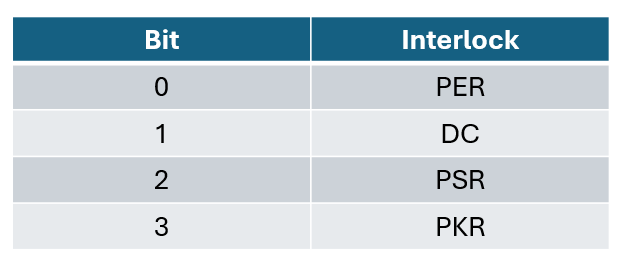 Bit Interlock
0 PER
1 DC
2 PSR
3 PKR